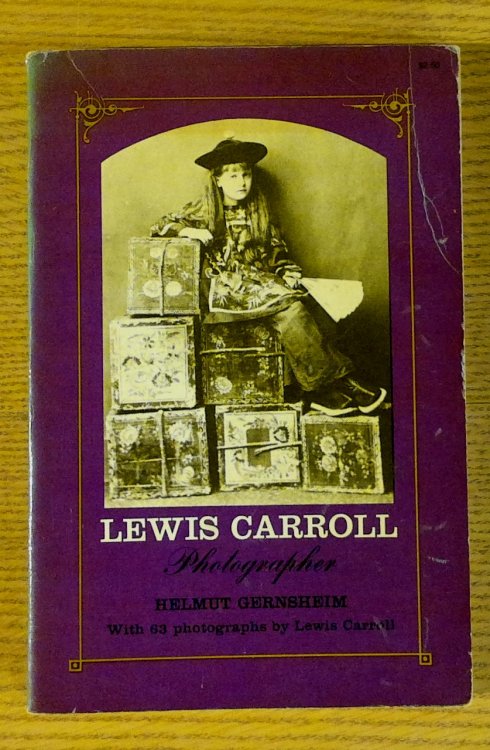 LEWIS CARROLL
Photographer
HELMUT GERNSHEIM
With 63 photographs by Lewis Carroll